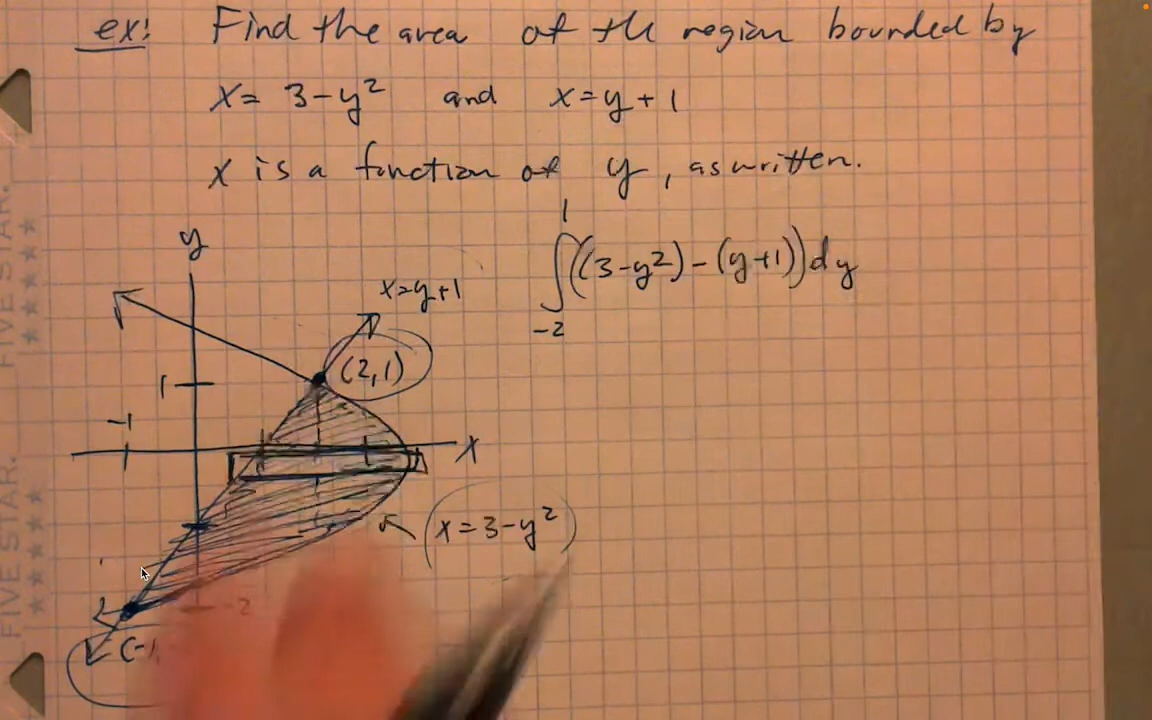 ex: Find the area of the region bounded by
x = 3-y² and x = y + 1
x is a function of y, as written.
∫₋₂¹ ((3-y²) - (y+1)) dy
y
x=y+1
(2,1)
1
-1
x
x = 3-y²
-2
(-1,
FIVE STAR.
FIVE STAR.